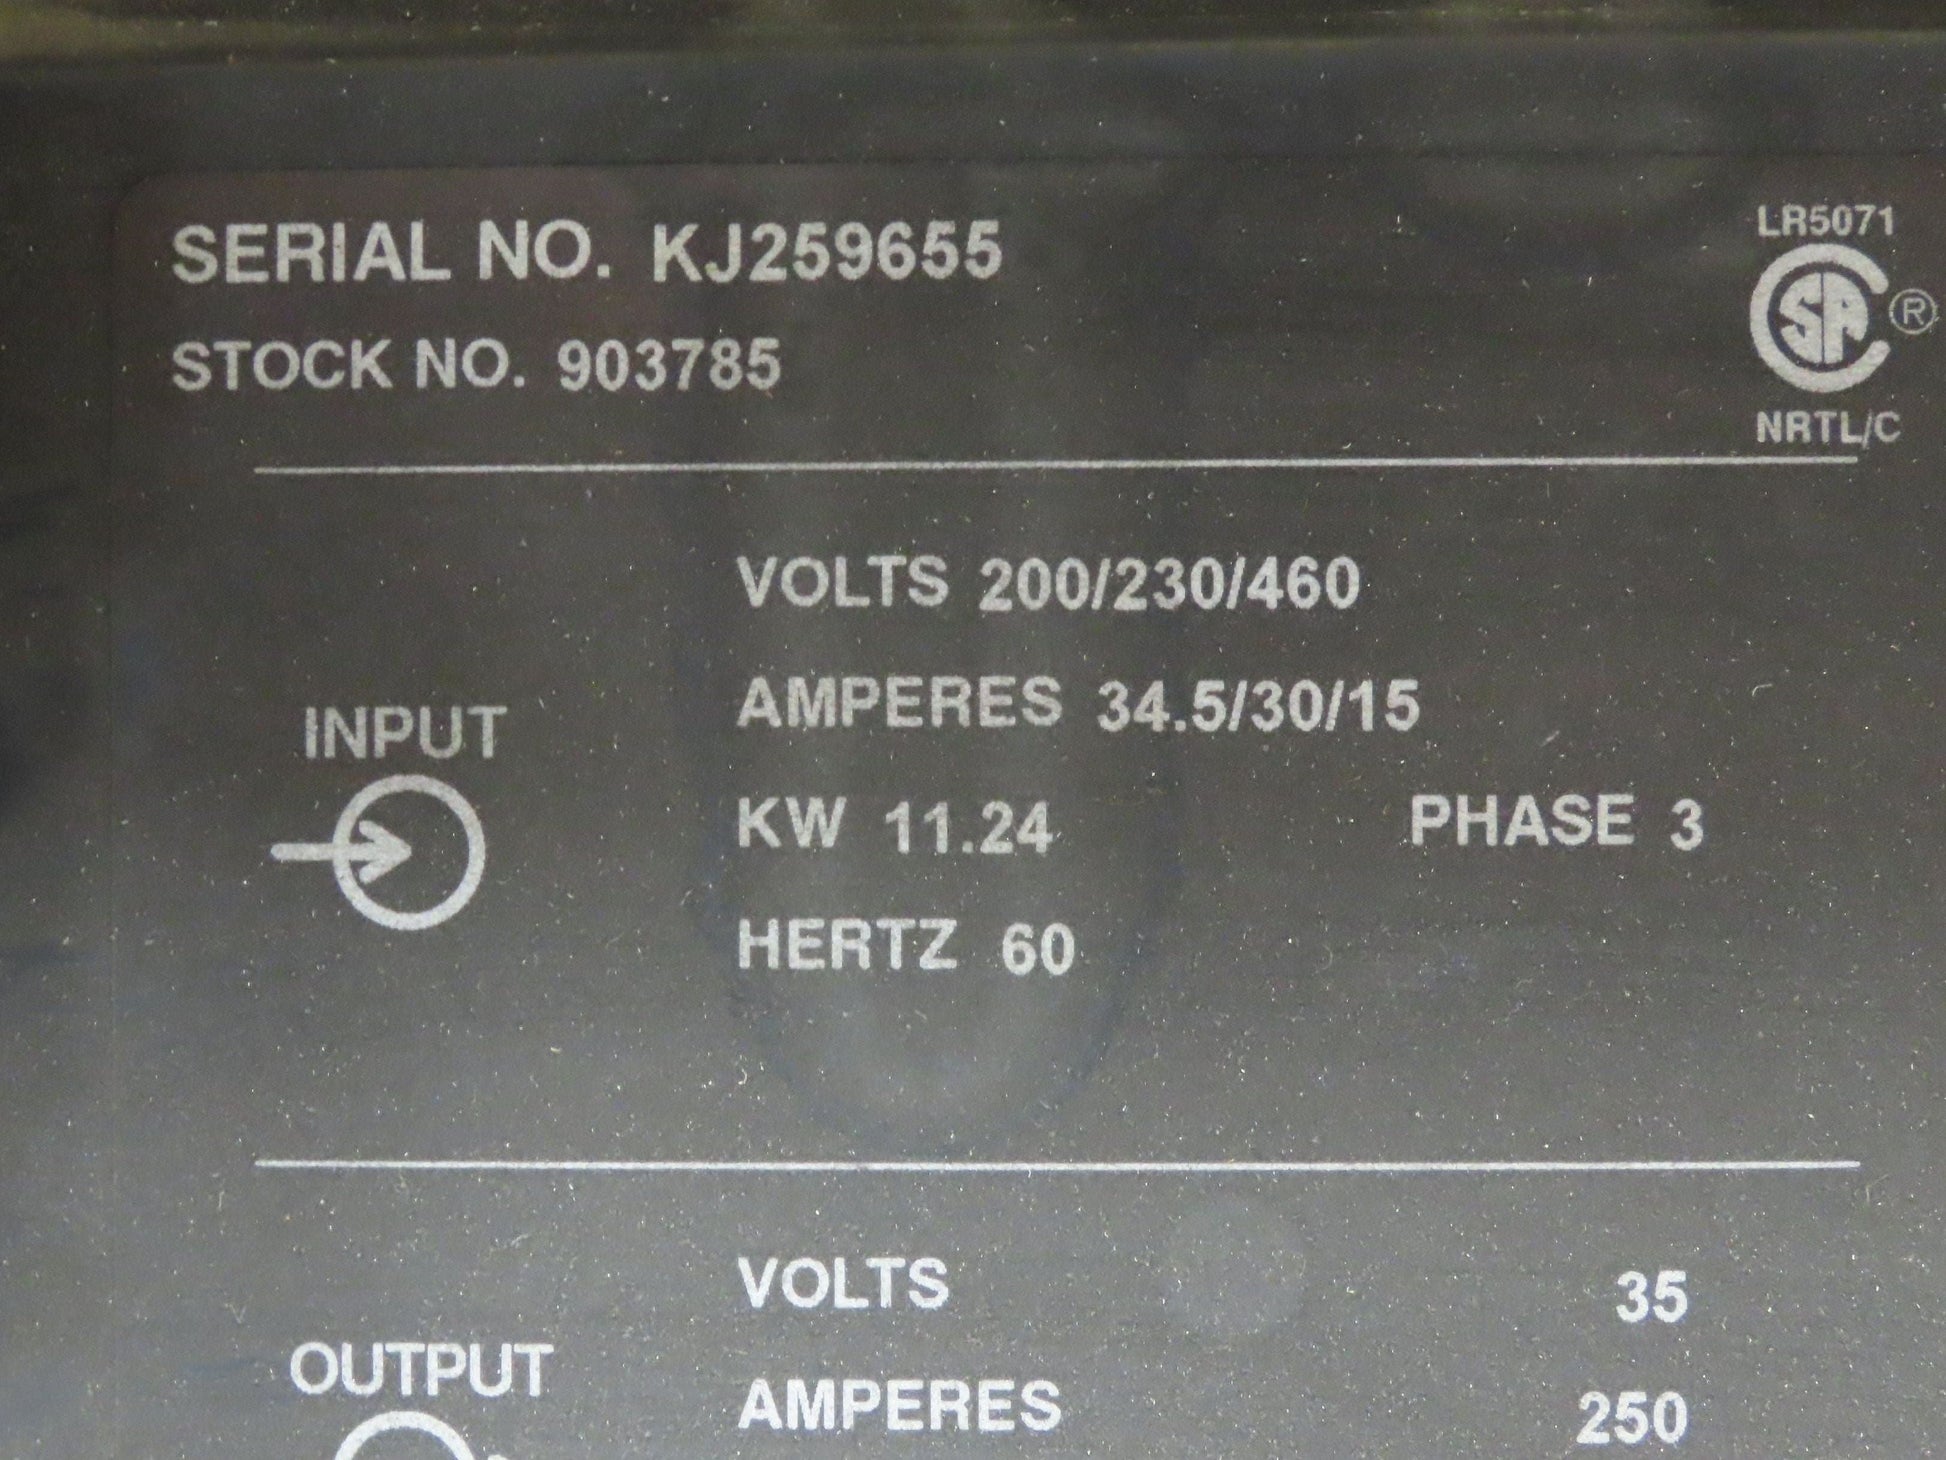 SERIAL NO. KJ259655
STOCK NO. 903785
LR5071
SA ®
NRTL/C
INPUT
VOLTS 200/230/460
AMPERES 34.5/30/15
KW 11.24 PHASE 3
HERTZ 60
OUTPUT
VOLTS 35
AMPERES 250